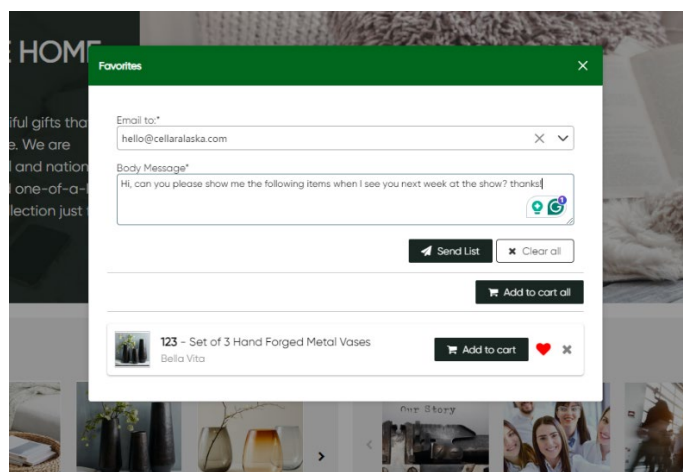 E HOME
Favorites
iful gifts tha
e. We are
l and nation
l one-of-a-
llection just
Email to:*
hello@cellaralaska.com
Body Message*
Hi, can you please show me the following items when I see you next week at the show? thanks!
1
Send List
Clear all
Add to cart all
123 - Set of 3 Hand Forged Metal Vases
Bella Vita
Add to cart
Our Story